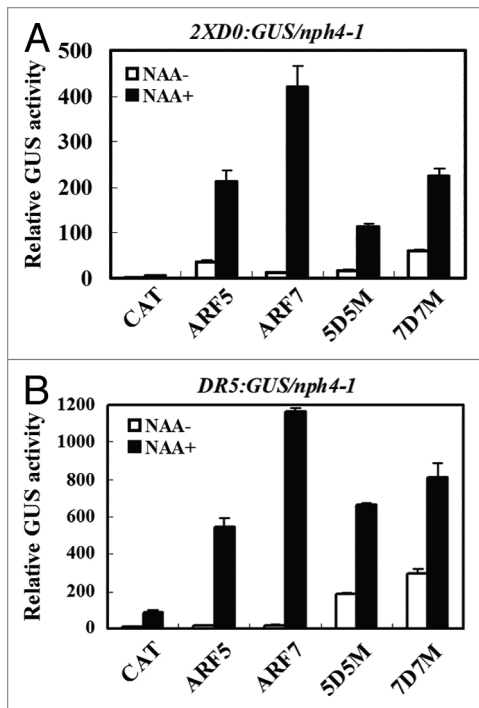 A
2XD0:GUS/nph4-1
500
400
300
200
100
0
Relative GUS activity
NAA-
NAA+
CAT
ARF5
ARF7
5D5M
7D7M
B
DR5:GUS/nph4-1
1200
1000
800
600
400
200
0
Relative GUS activity
NAA-
NAA+
CAT
ARF5
ARF7
5D5M
7D7M